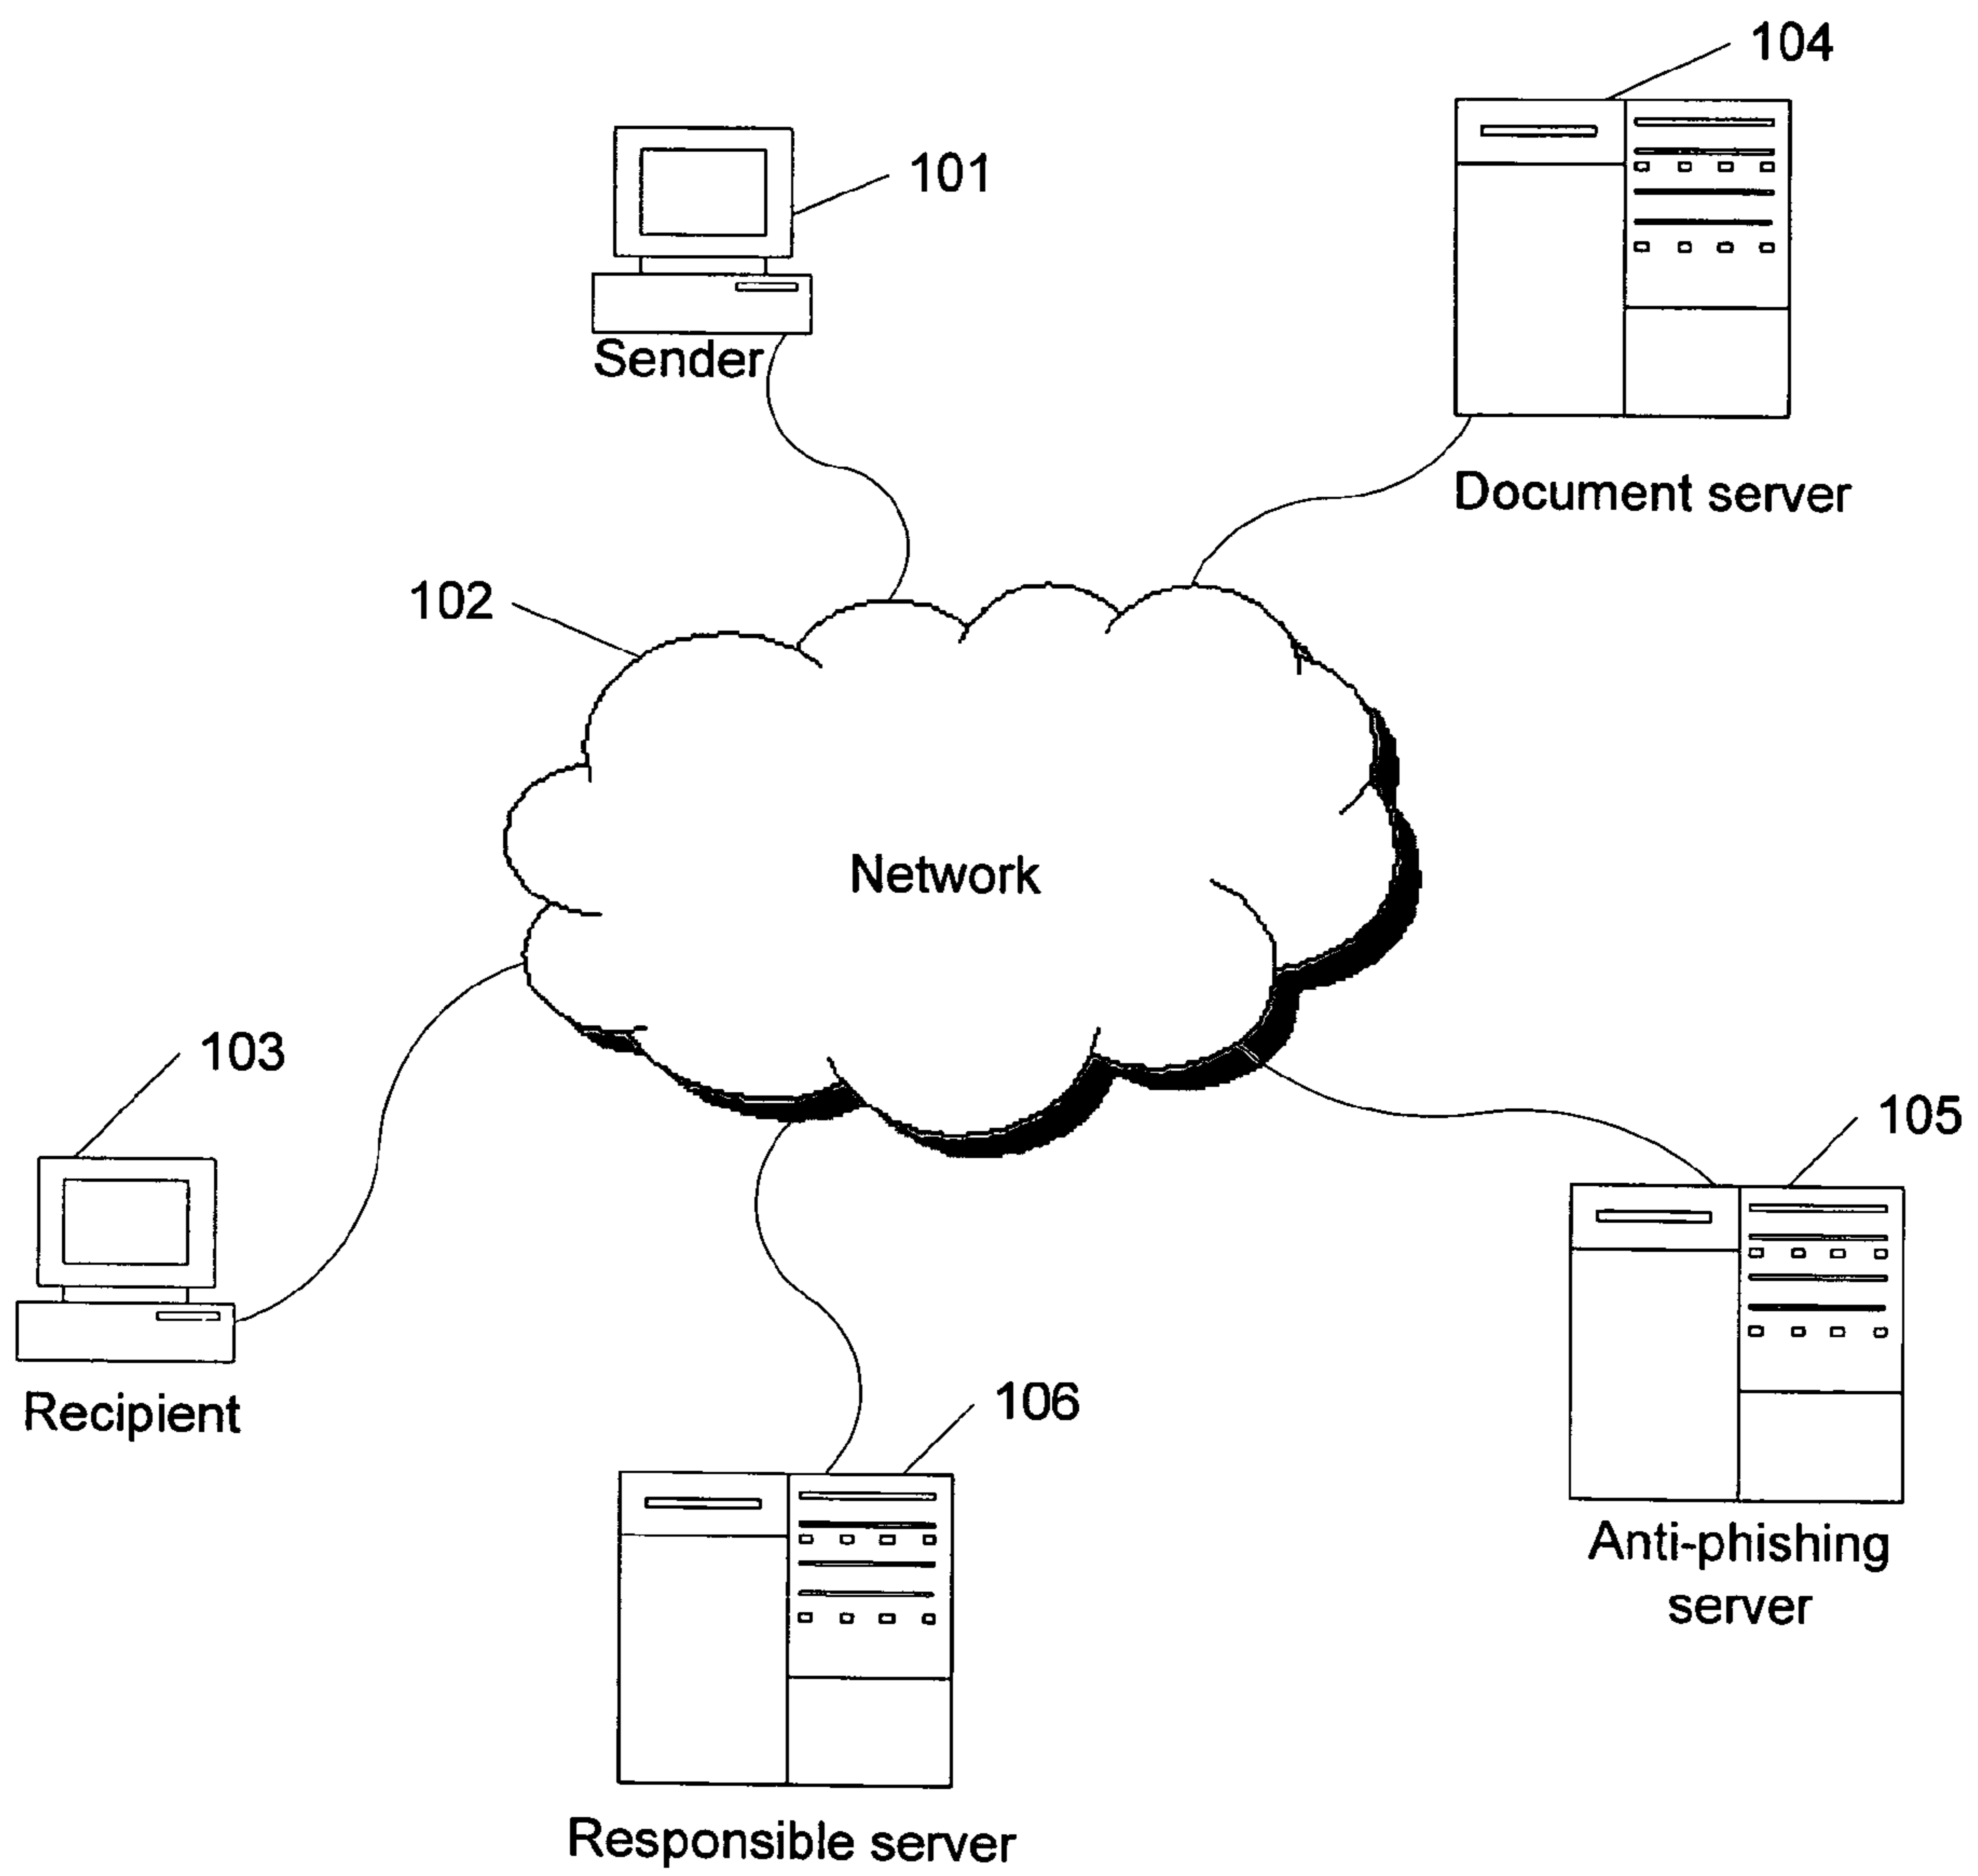 104
101
Sender
Document server
102
Network
103
105
Recipient
106
Anti-phishing
server
Responsible server